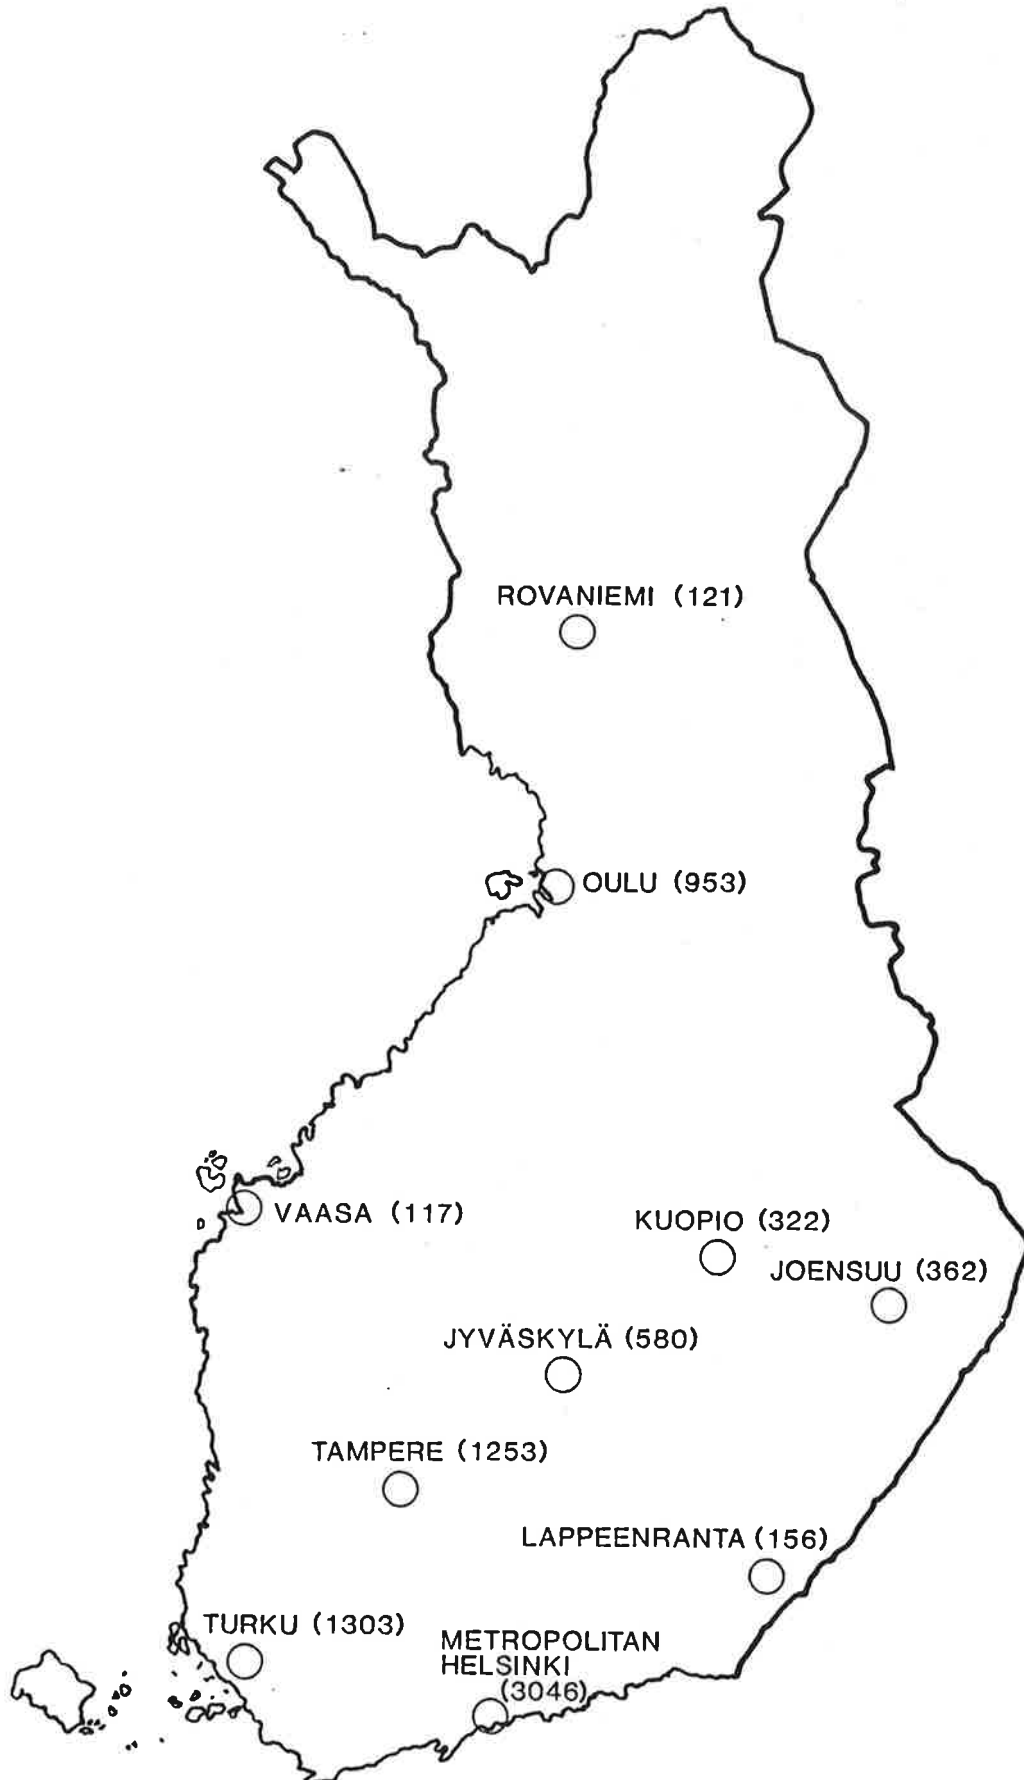 ROVANIEMI (121)
OULU (953)
VAASA (117)
KUOPIO (322)
JOENSUU (362)
JYVÄSKYLÄ (580)
TAMPERE (1253)
LAPPEENRANTA (156)
TURKU (1303)
METROPOLITAN
HELSINKI
(3046)